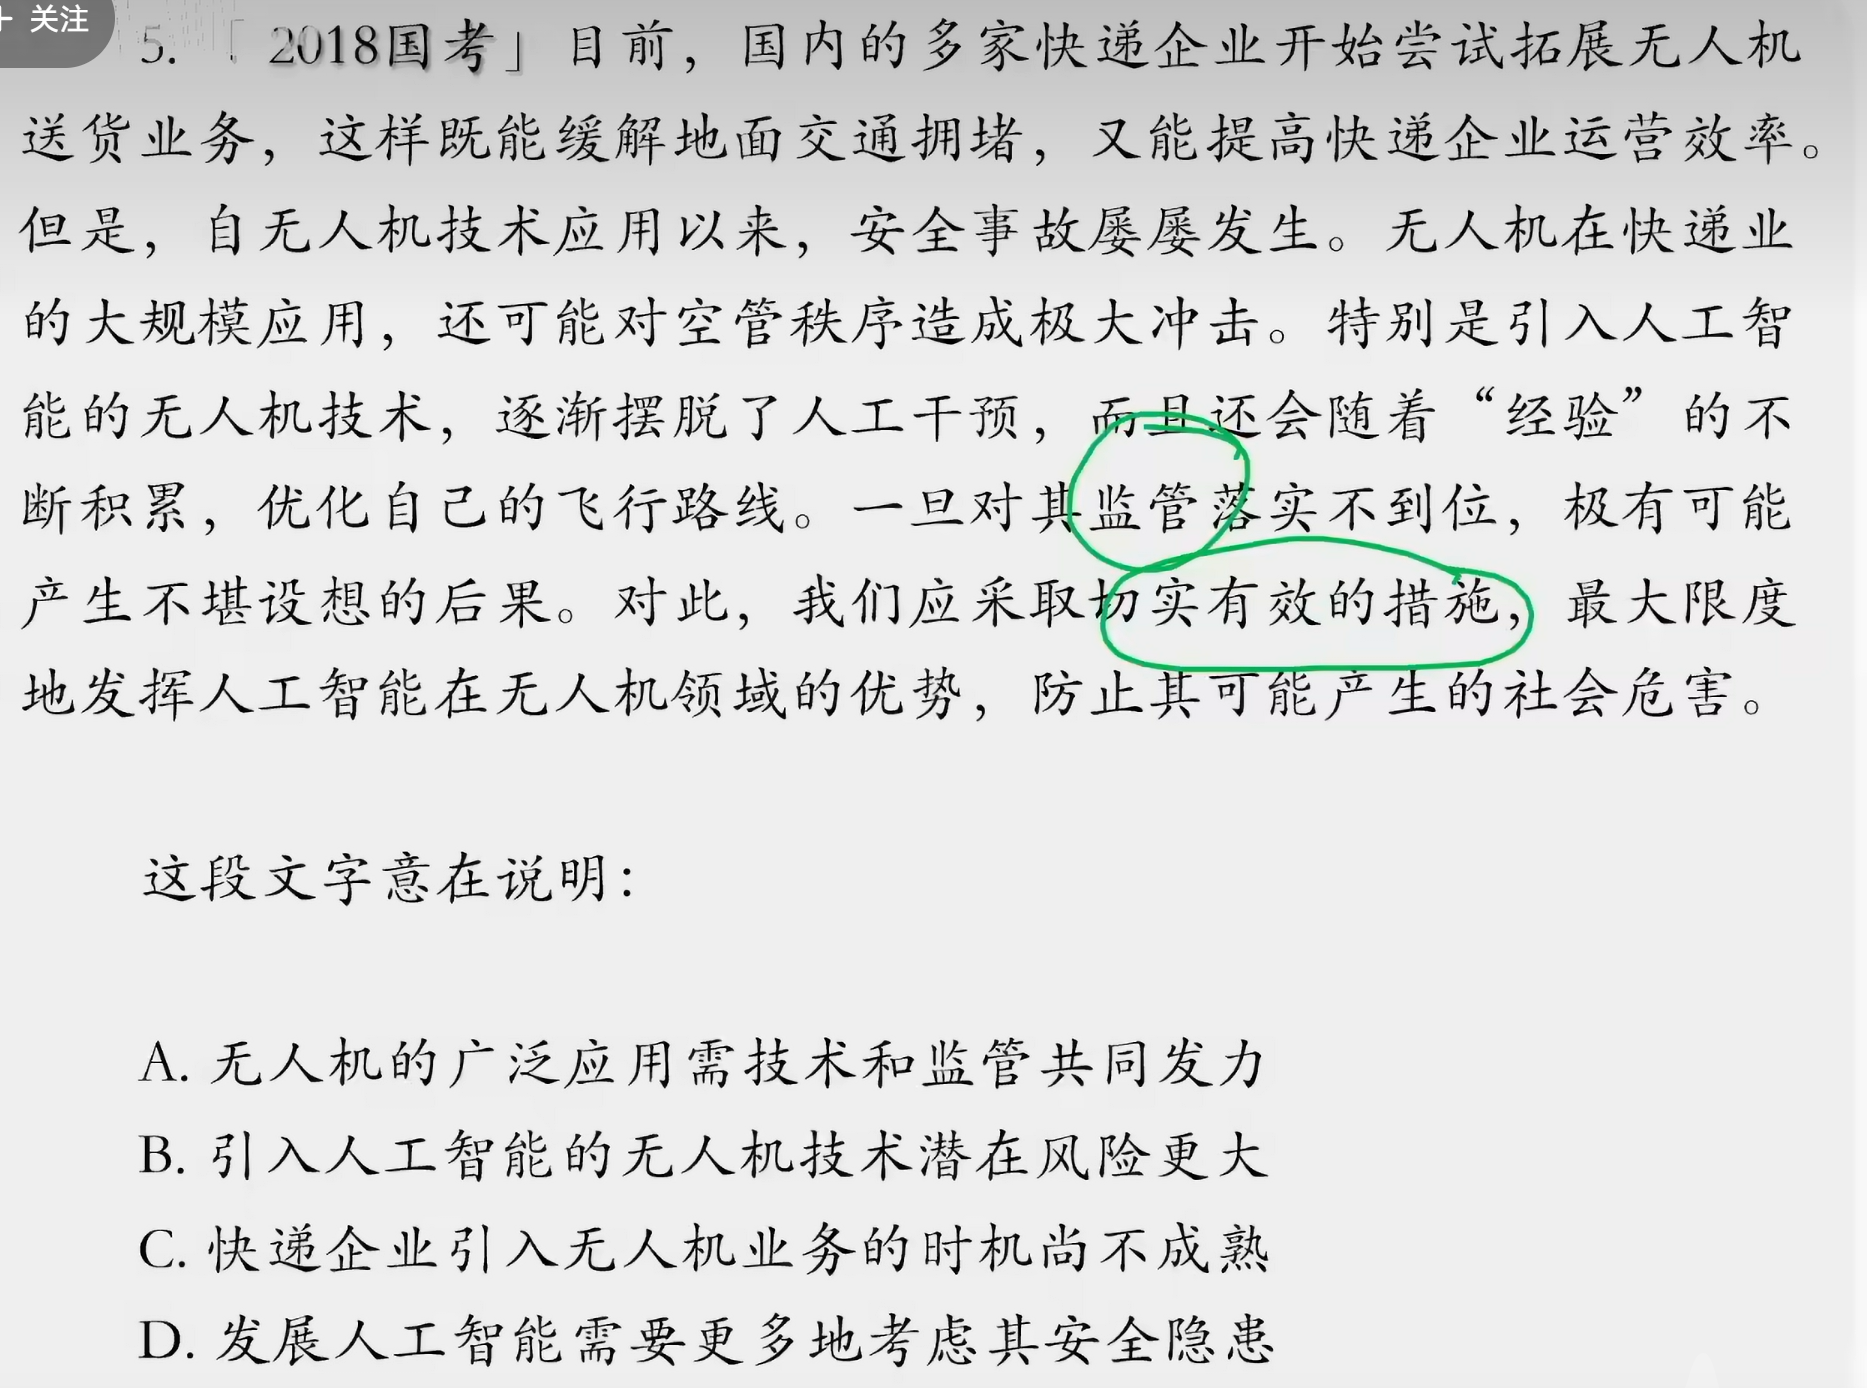 + 关注
5.「2018国考」目前，国内的多家快递企业开始尝试拓展无人机
送货业务，这样既能缓解地面交通拥堵，又能提高快递企业运营效率。
但是，自无人机技术应用以来，安全事故屡屡发生。无人机在快递业
的大规模应用，还可能对空管秩序造成极大冲击。特别是引入人工智
能的无人机技术，逐渐摆脱了人工干预，而且还会随着“经验”的不
断积累，优化自己的飞行路线。一旦对其监管落实不到位，极有可能
产生不堪设想的后果。对此，我们应采取切实有效的措施，最大限度
地发挥人工智能在无人机领域的优势，防止其可能产生的社会危害。
这段文字意在说明：
A. 无人机的广泛应用需技术和监管共同发力
B. 引入人工智能的无人机技术潜在风险更大
C. 快递企业引入无人机业务的时机尚不成熟
D. 发展人工智能需要更多地考虑其安全隐患